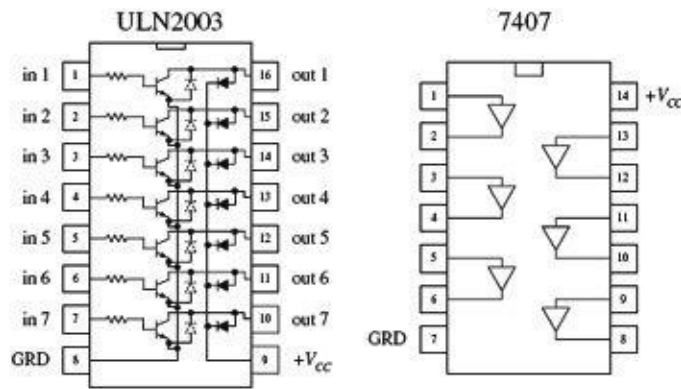 ULN2003
in 1 1 16 out 1
in 2 2 15 out 2
in 3 3 14 out 3
in 4 4 13 out 4
in 5 5 12 out 5
in 6 6 11 out 6
in 7 7 10 out 7
GRD 8 9 +VCC
7407
1 14 +VCC
2 13
3 12
4 11
5 10
6 9
GRD 7 8